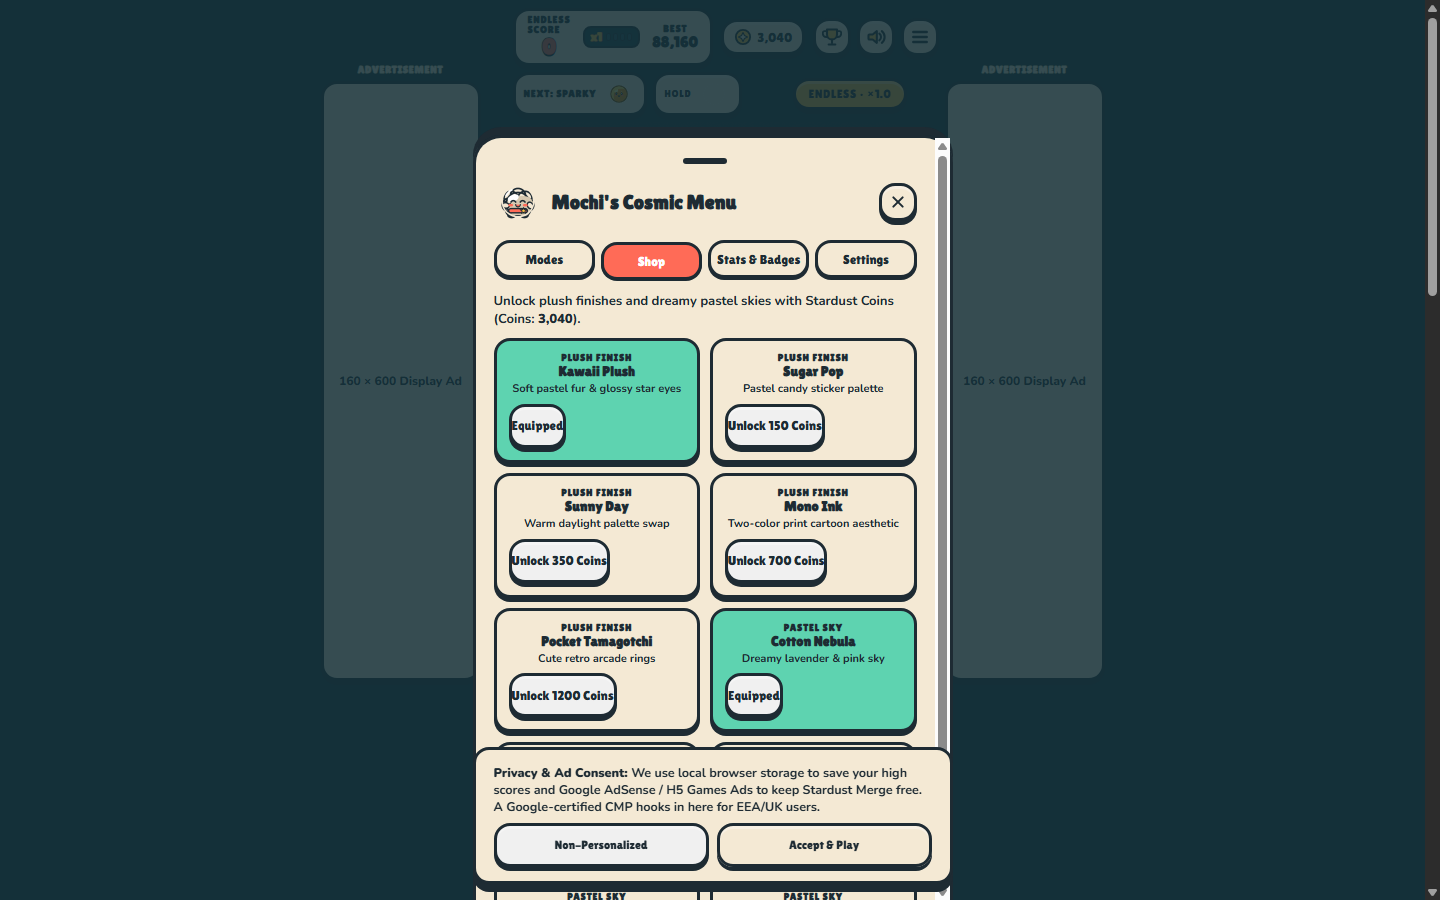 ENDLESS
SCORE
x1
BEST
88,160
3,040
ADVERTISEMENT
ADVERTISEMENT
NEXT: SPARKY
HOLD
ENDLESS · ×1.0
160 × 600 Display Ad
160 × 600 Display Ad
Mochi's Cosmic Menu
Modes
Shop
Stats & Badges
Settings
Unlock plush finishes and dreamy pastel skies with Stardust Coins
(Coins: 3,040).
PLUSH FINISH
Kawaii Plush
Soft pastel fur & glossy star eyes
Equipped
PLUSH FINISH
Sugar Pop
Pastel candy sticker palette
Unlock 150 Coins
PLUSH FINISH
Sunny Day
Warm daylight palette swap
Unlock 350 Coins
PLUSH FINISH
Mono Ink
Two-color print cartoon aesthetic
Unlock 700 Coins
PLUSH FINISH
Pocket Tamagotchi
Cute retro arcade rings
Unlock 1200 Coins
PASTEL SKY
Cotton Nebula
Dreamy lavender & pink sky
Equipped
Privacy & Ad Consent: We use local browser storage to save your high
scores and Google AdSense / H5 Games Ads to keep Stardust Merge free.
A Google-certified CMP hooks in here for EEA/UK users.
Non-Personalized
Accept & Play
PASTEL SKY
PASTEL SKY